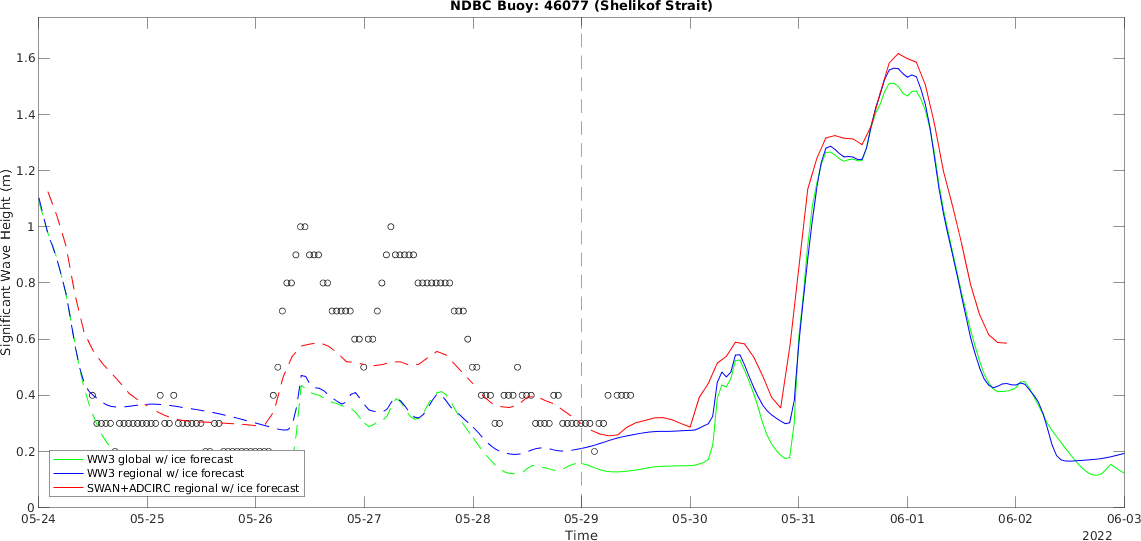 NDBC Buoy: 46077 (Shelikof Strait)
1.6
1.4
1.2
1
0.8
0.6
0.4
0.2
0
Significant Wave Height (m)
WW3 global w/ ice forecast
WW3 regional w/ ice forecast
SWAN+ADCIRC regional w/ ice forecast
05-24 05-25 05-26 05-27 05-28 05-29 05-30 05-31 06-01 06-02 06-03
Time
2022